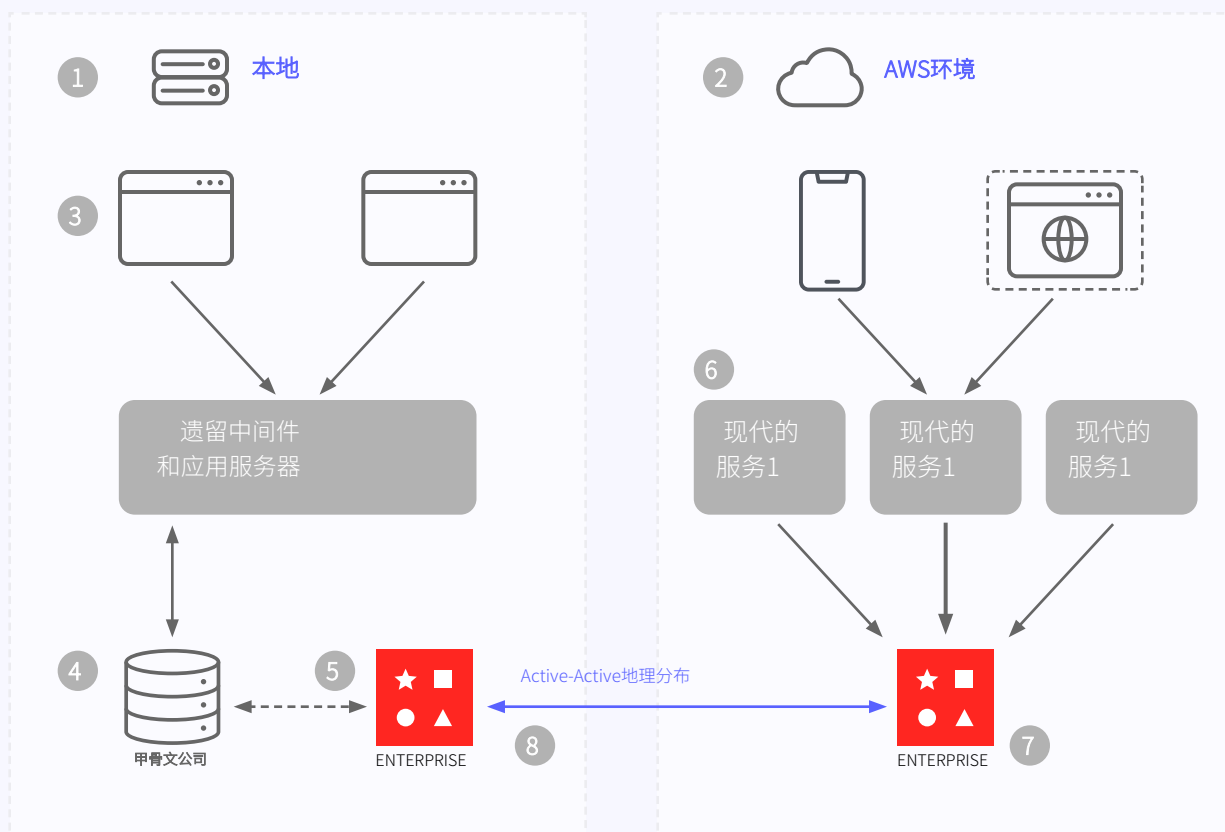 1
本地
2
AWS环境
3
6
遗留中间件
和应用服务器
现代的
服务1
现代的
服务1
现代的
服务1
4
5
Active-Active地理分布
甲骨文公司
ENTERPRISE
8
ENTERPRISE
7